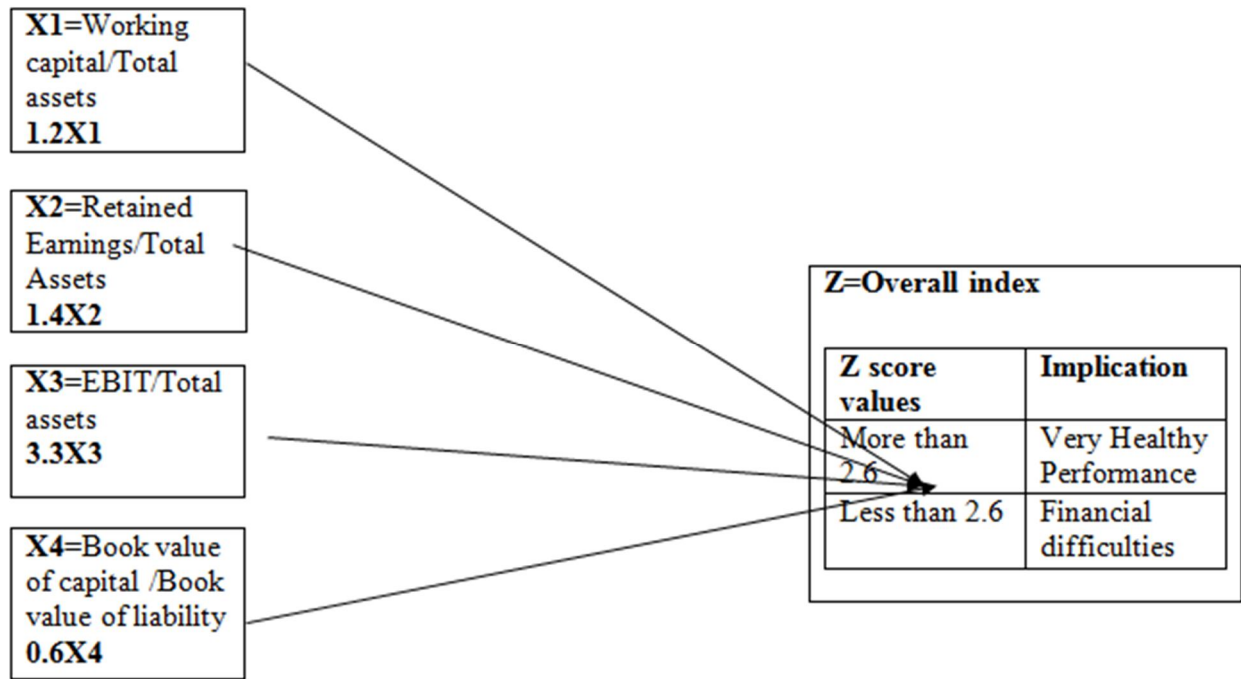 X1=Working
capital/Total
assets
1.2X1
X2=Retained
Earnings/Total
Assets
1.4X2
X3=EBIT/Total
assets
3.3X3
X4=Book value
of capital /Book
value of liability
0.6X4
Z=Overall index
Z score
values
Implication
More than
2.6
Very Healthy
Performance
Less than 2.6
Financial
difficulties